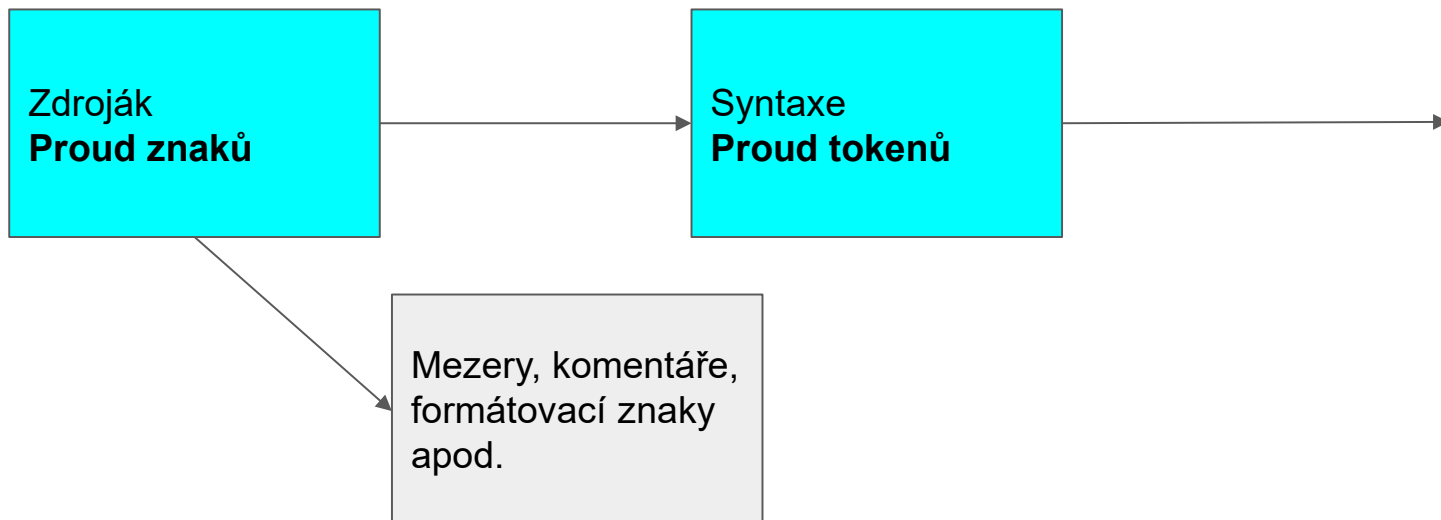 Zdroják
Proud znaků
Syntaxe
Proud tokenů
Mezery, komentáře,
formátovací znaky
apod.